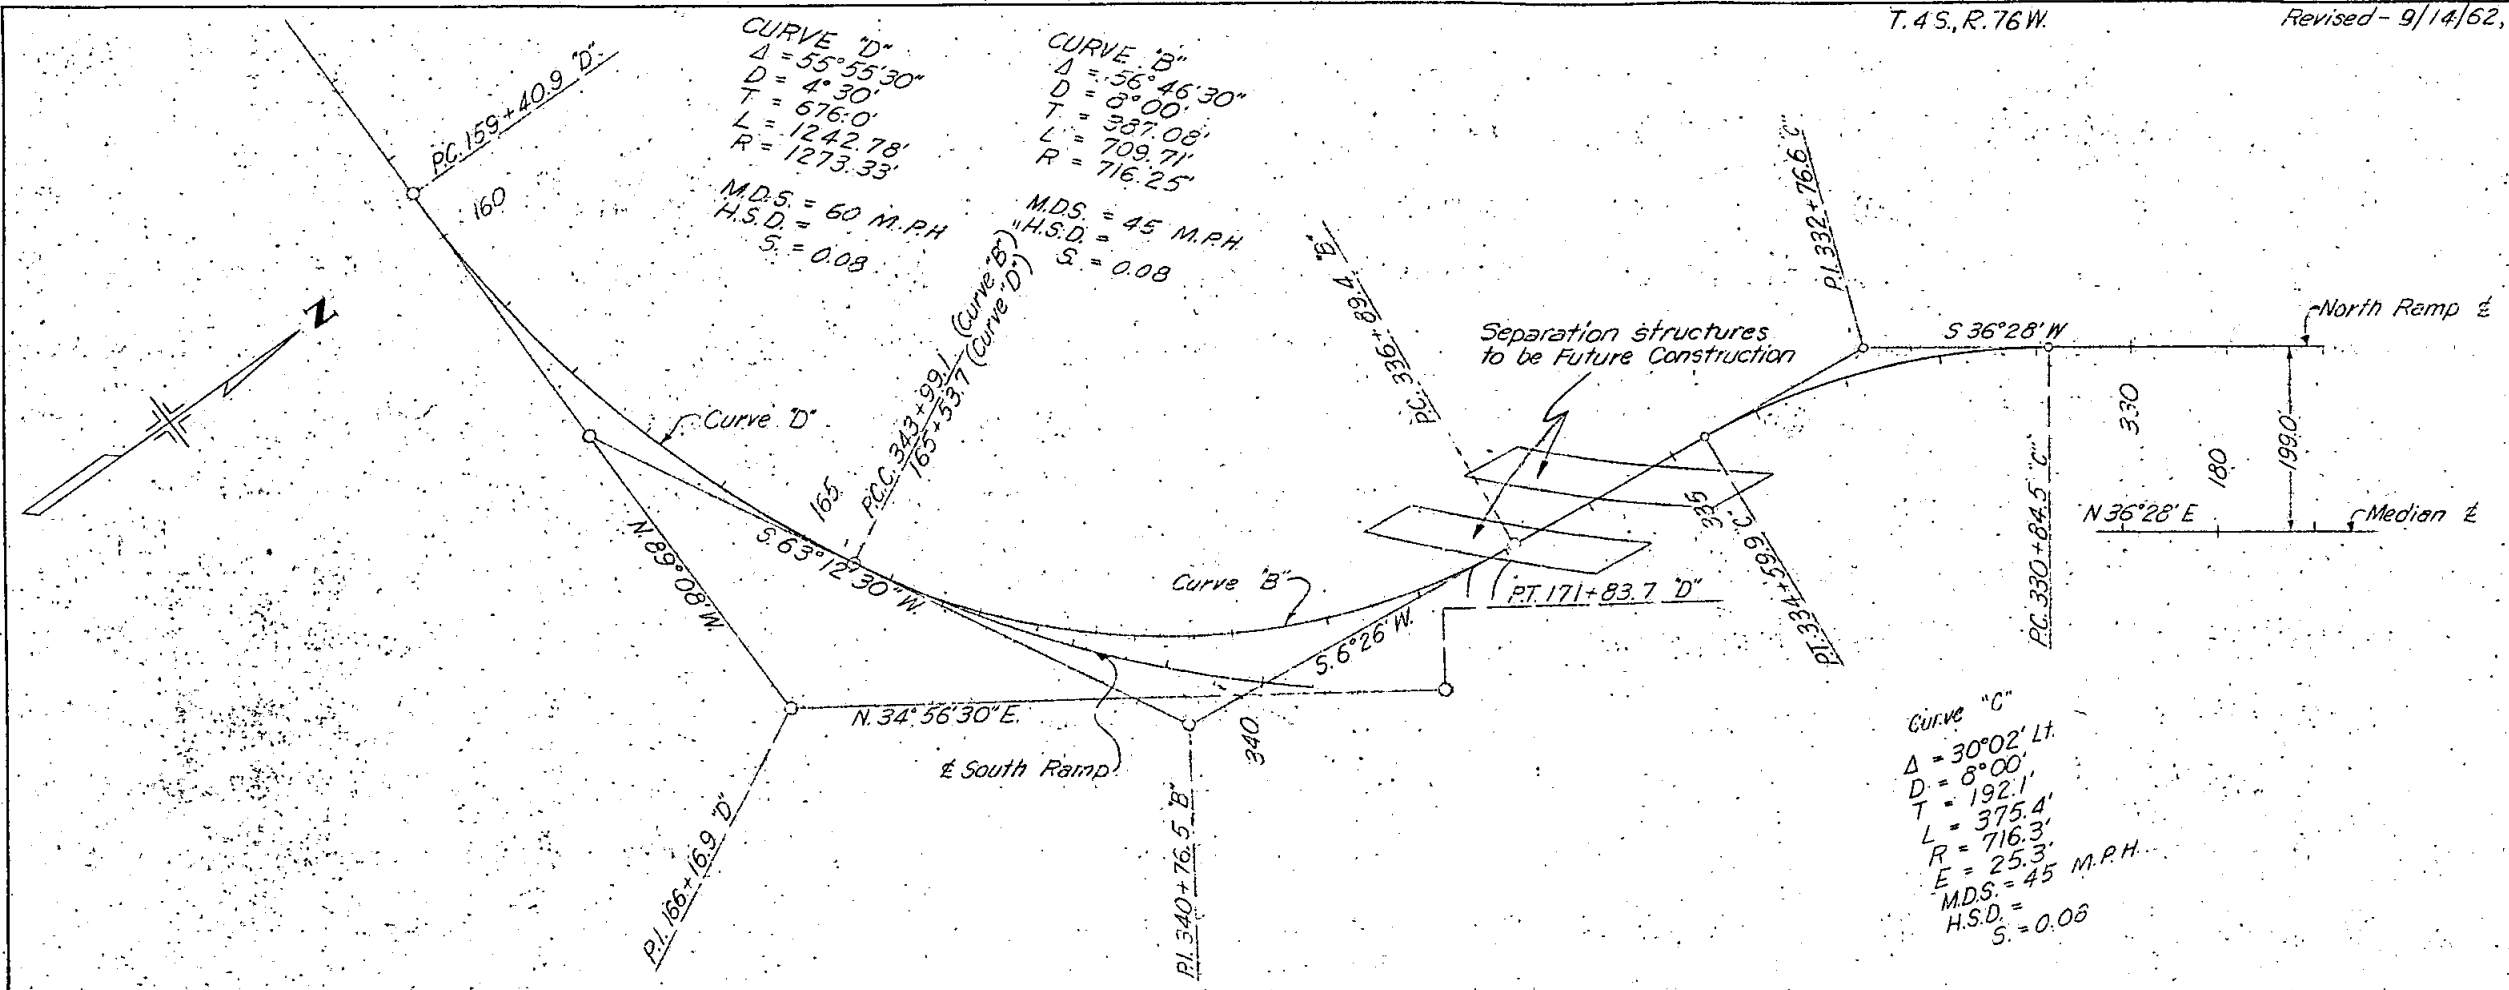 T. 4 S., R. 76 W.
Revised - 9/14/62,
CURVE "D"
Δ = 55°55'30"
D = 4°30'
T = 676.0'
L = 1242.78'
R = 1273.33'
M.D.S. = 60 M.P.H
H.S.D. =
S. = 0.08
CURVE "B"
Δ = 56°46'30"
D = 8°00'
T = 387.08'
L = 709.71'
R = 716.25'
M.D.S. = 45 M.P.H.
H.S.D. =
S. = 0.08
P.C. 159+40.9 "D"
160
N
Curve "D"
165
P.C.C. 343+99.1 (Curve "B")
165+53.7 (Curve "D")
N. 89°08' W.
S. 63°12'30" W.
P.C. 336+89.4 "B"
Separation structures
to be Future Construction
P.I. 332+76.6 "C"
S 36°28' W
North Ramp ℄
330
180
199.0'
N 36°28' E
Median ℄
335
P.T. 334+59.9 "C"
P.C. 330+84.5 "C"
Curve "B"
P.T. 171+83.7 "D"
S. 6°26' W.
N. 34°56'30" E.
℄ South Ramp
340
P.I. 166+16.9 "D"
P.I. 340+76.5 "B"
Curve "C"
Δ = 30°02' Lt.
D = 8°00'
T = 192.1'
L = 375.4'
R = 716.3'
E = 25.3'
M.D.S. = 45 M.P.H.
H.S.D. =
S. = 0.08